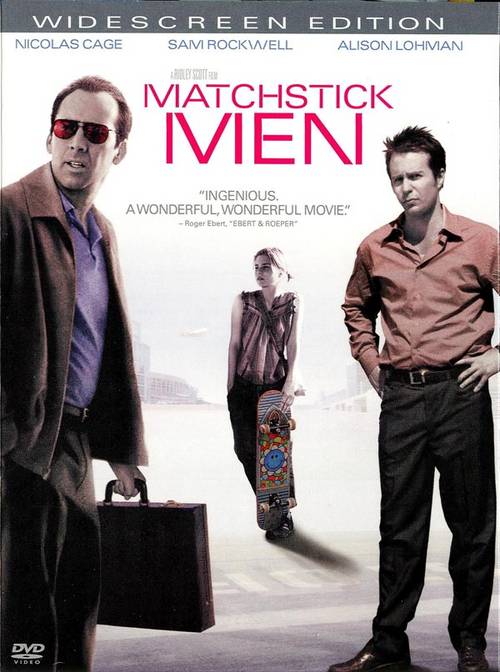 WIDESCREEN EDITION
NICOLAS CAGE SAM ROCKWELL ALISON LOHMAN
A RIDLEY SCOTT FILM
MATCHSTICK
MEN
"INGENIOUS.
A WONDERFUL, WONDERFUL MOVIE."
– Roger Ebert, "EBERT & ROEPER"
DVD
VIDEO